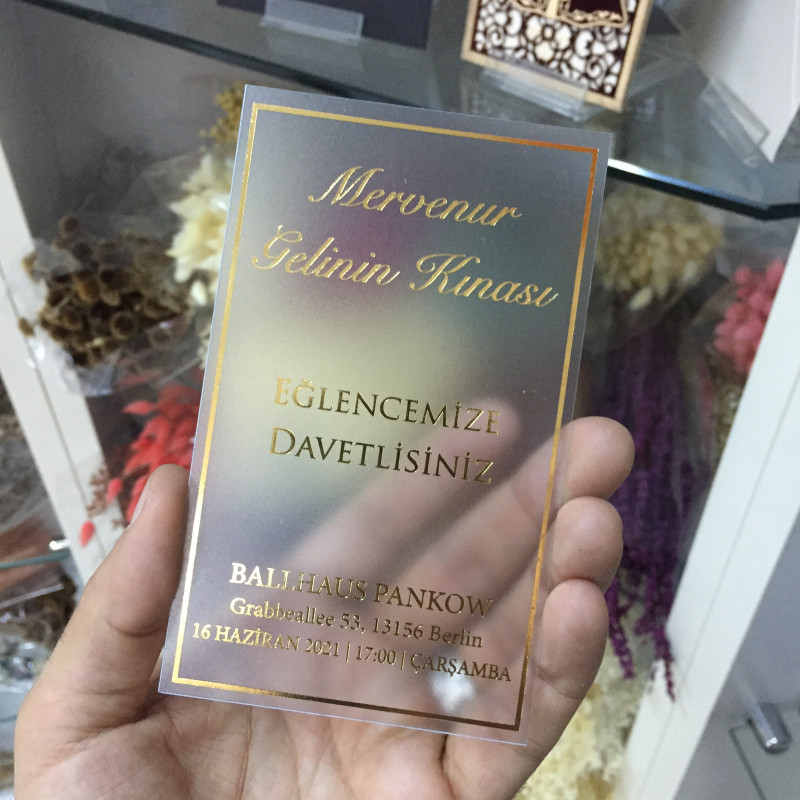 Mervenur
Gelinin Kınası
EĞLENCEMİZE
DAVETLİSİNİZ
BALLHAUS PANKOW
Grabbeallee 53, 13156 Berlin
16 HAZİRAN 2021 | 17:00 | ÇARŞAMBA